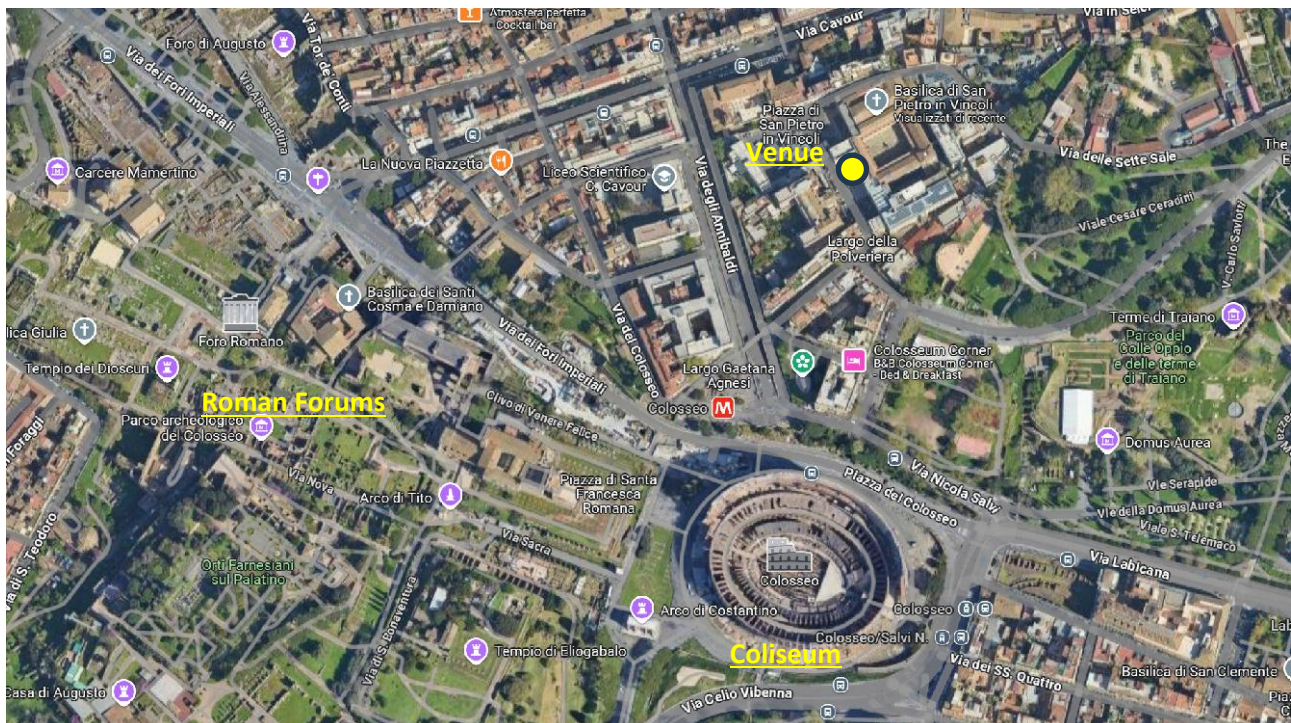 Atmosfera perfetta
Cocktail bar
Foro di Augusto
Via Tor de' Conti
Via Cavour
Via dei Fori Imperiali
Via Alessandrina
Basilica di San
Pietro in Vincoli
Visualizzati di recente
Piazza di
San Pietro
in Vincoli
Venue
Carcere Mamertino
La Nuova Piazzetta
Liceo Scientifico
C. Cavour
Via degli Annibaldi
Via delle Sette Sale
The
Viale Cesare Ceradini
Largo della
Polveriera
V. Carlo Savlotti
Basilica dei Santi
Cosma e Damiano
Foro Romano
lica Giulia
Tempio dei Dioscuri
Via dei Fori Imperiali
Via del Colosseo
Terme di Traiano
Parco del
Colle Oppio
e delle terme
di Traiano
Colosseum Corner
B&B Colosseum Corner
- Bed & Breakfast
Largo Gaetana
Agnesi
Colosseo
M
Roman Forums
Parco archeologico
del Colosseo
Clivo di Venere Felice
Domus Aurea
Via Nova
Arco di Tito
Piazza di Santa
Francesca
Romana
Piazza del Colosseo
Via Nicola Salvi
Vle Serapide
Vle della Domus Aurea
Viale S. Telemaco
Via Sacra
Via di S. Teodoro
Orti Farnesiani
sul Palatino
Via di S. Bonaventura
Colosseo
Via Labicana
Arco di Costantino
Colosseo
Colosseo/Salvi N.
Tempio di Eliogabalo
Coliseum
Via dei SS. Quattro
Basilica di San Clemente
Casa di Augusto
Via Celio Vibenna